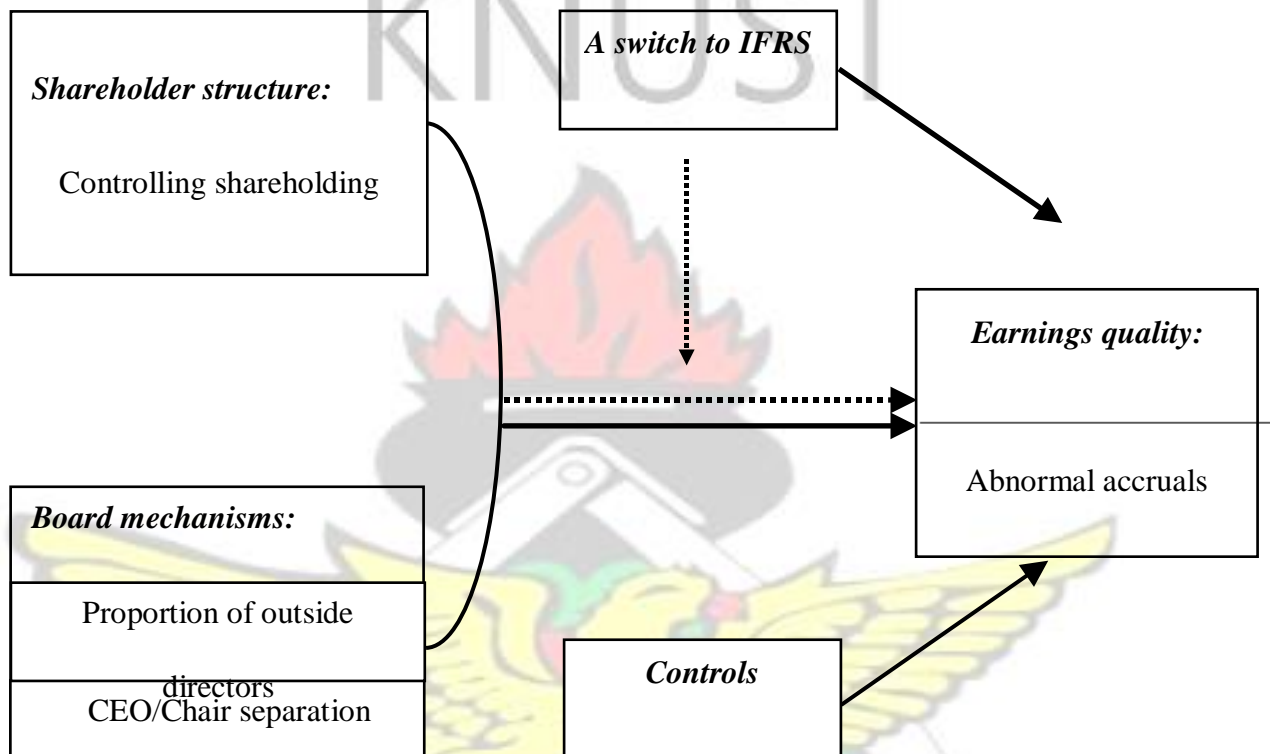 KNUST
A switch to IFRS
Shareholder structure:
Controlling shareholding
Earnings quality:
Abnormal accruals
Board mechanisms:
Proportion of outside
directors
CEO/Chair separation
Controls